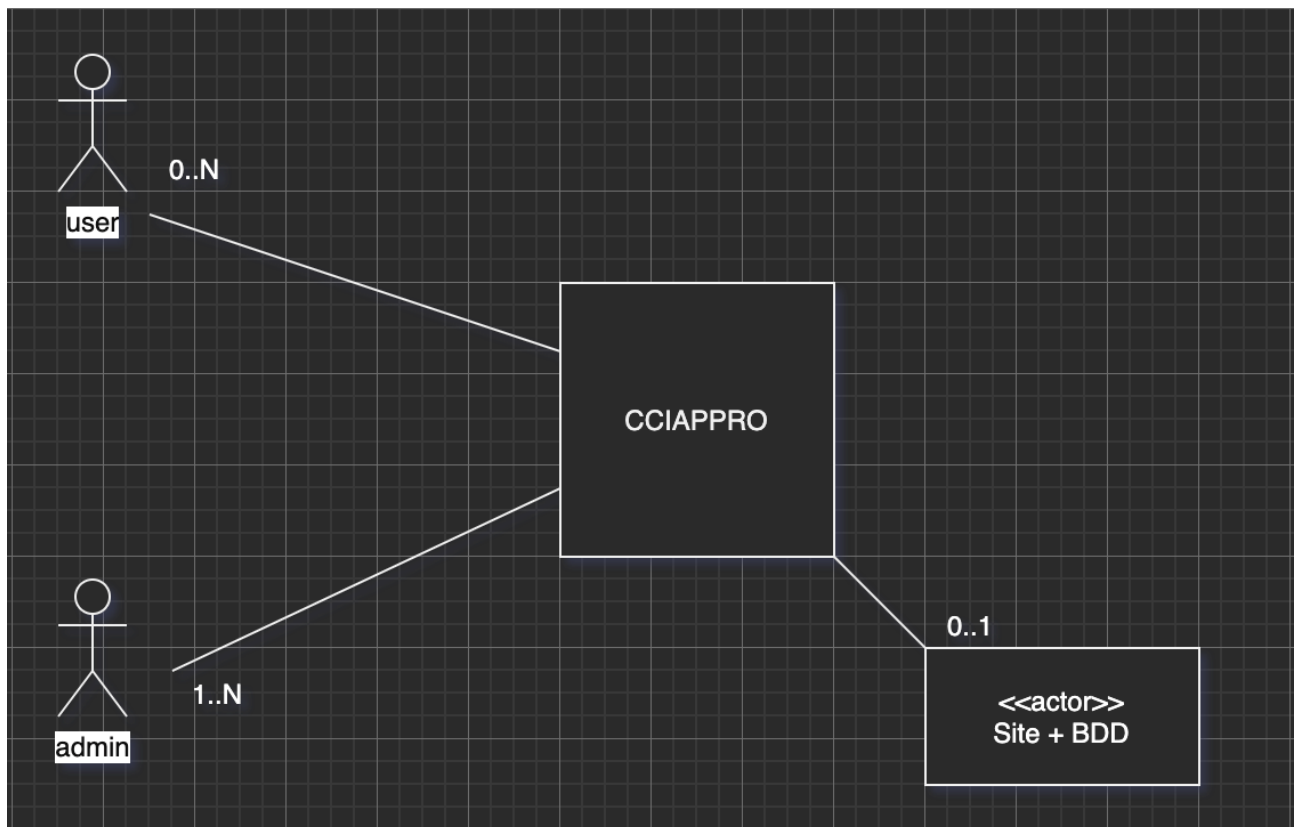 0..N
user
CCIAPPRO
0..1
1..N
<<actor>>
Site + BDD
admin